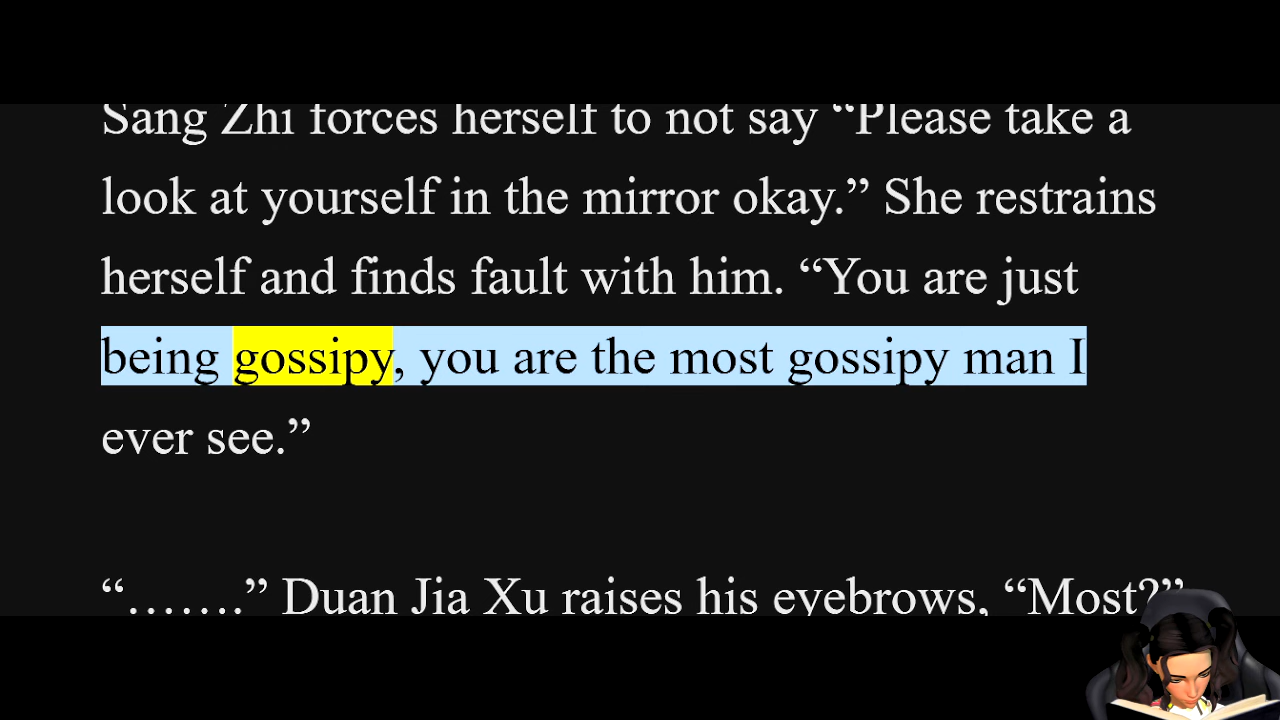 Sang Zhi forces herself to not say “Please take a
look at yourself in the mirror okay.” She restrains
herself and finds fault with him. “You are just
being gossipy, you are the most gossipy man I
ever see.”
“…….” Duan Jia Xu raises his eyebrows, “Most?”